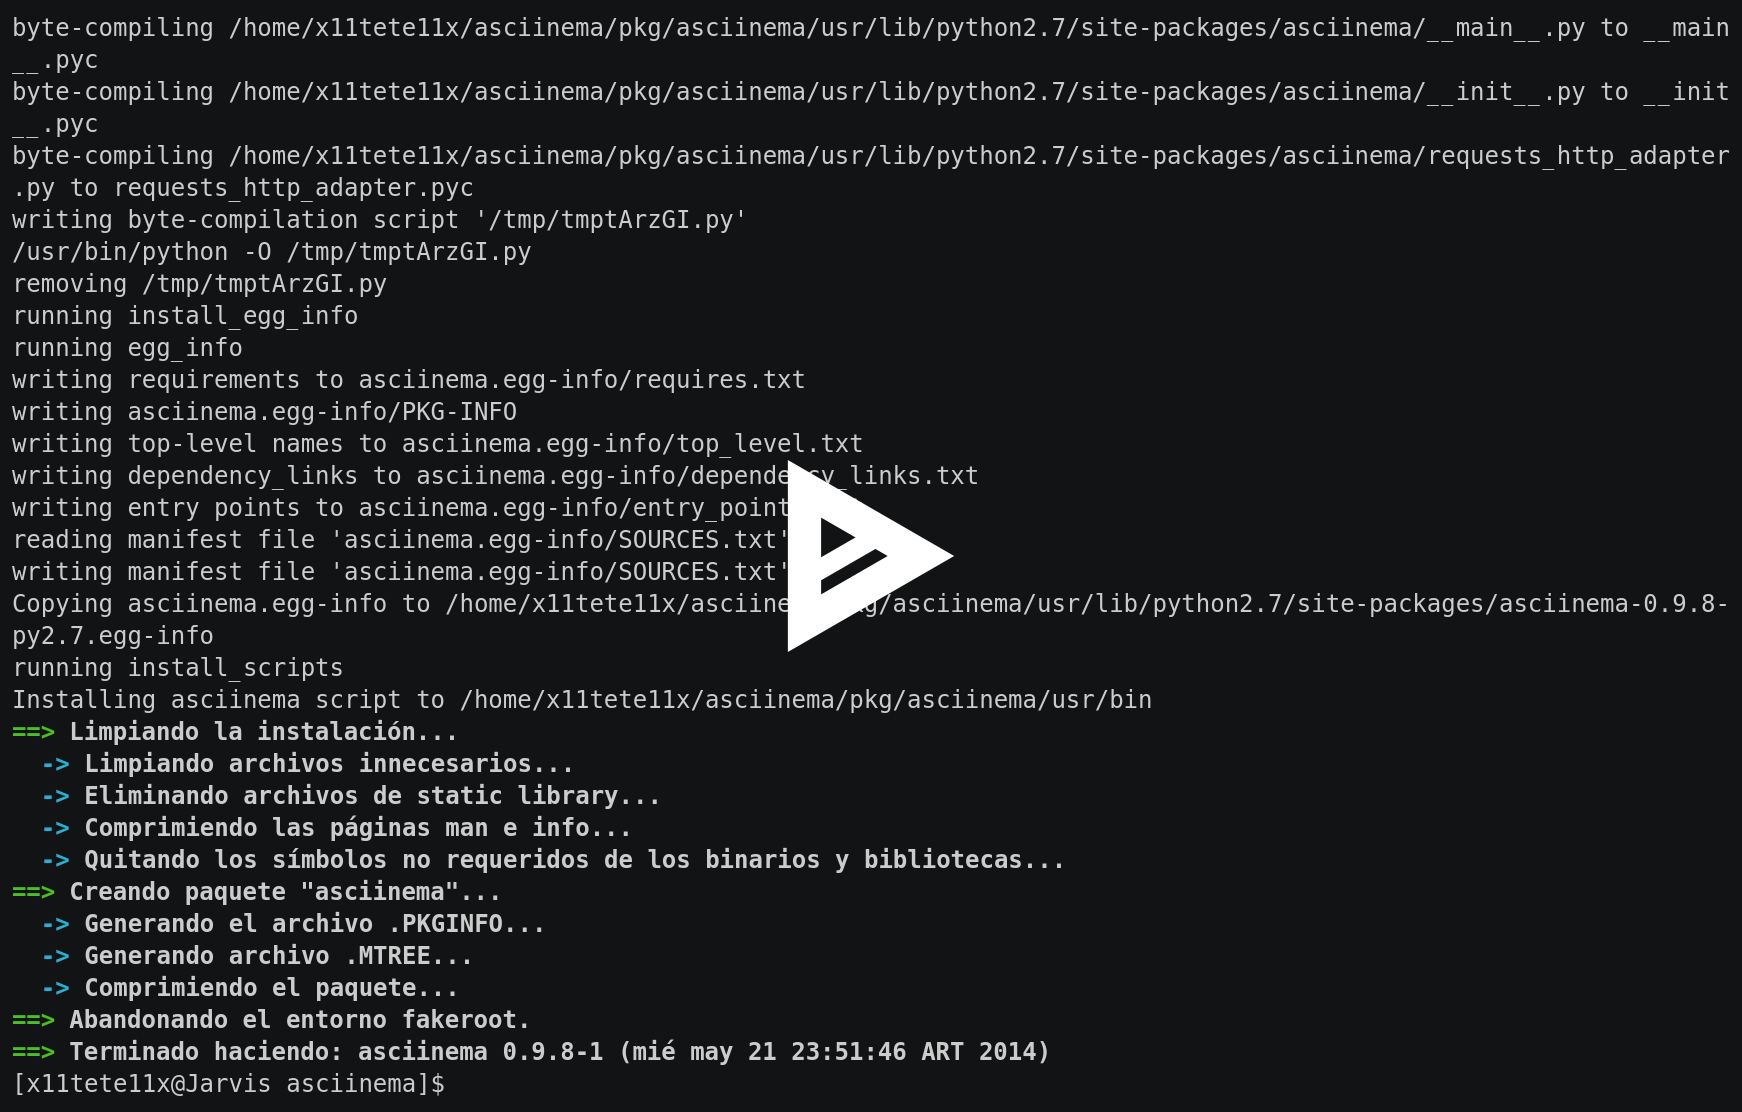 byte-compiling /home/x11tete11x/asciinema/pkg/asciinema/usr/lib/python2.7/site-packages/asciinema/__main__.py to __main
__.pyc
byte-compiling /home/x11tete11x/asciinema/pkg/asciinema/usr/lib/python2.7/site-packages/asciinema/__init__.py to __init
__.pyc
byte-compiling /home/x11tete11x/asciinema/pkg/asciinema/usr/lib/python2.7/site-packages/asciinema/requests_http_adapter
.py to requests_http_adapter.pyc
writing byte-compilation script '/tmp/tmptArzGI.py'
/usr/bin/python -O /tmp/tmptArzGI.py
removing /tmp/tmptArzGI.py
running install_egg_info
running egg_info
writing requirements to asciinema.egg-info/requires.txt
writing asciinema.egg-info/PKG-INFO
writing top-level names to asciinema.egg-info/top_level.txt
writing dependency_links to asciinema.egg-info/dependency_links.txt
writing entry points to asciinema.egg-info/entry_point
reading manifest file 'asciinema.egg-info/SOURCES.txt'
writing manifest file 'asciinema.egg-info/SOURCES.txt'
Copying asciinema.egg-info to /home/x11tete11x/asciinema/pkg/asciinema/usr/lib/python2.7/site-packages/asciinema-0.9.8-
py2.7.egg-info
running install_scripts
Installing asciinema script to /home/x11tete11x/asciinema/pkg/asciinema/usr/bin
==> Limpiando la instalación...
  -> Limpiando archivos innecesarios...
  -> Eliminando archivos de static library...
  -> Comprimiendo las páginas man e info...
  -> Quitando los símbolos no requeridos de los binarios y bibliotecas...
==> Creando paquete "asciinema"...
  -> Generando el archivo .PKGINFO...
  -> Generando archivo .MTREE...
  -> Comprimiendo el paquete...
==> Abandonando el entorno fakeroot.
==> Terminado haciendo: asciinema 0.9.8-1 (mié may 21 23:51:46 ART 2014)
[x11tete11x@Jarvis asciinema]$